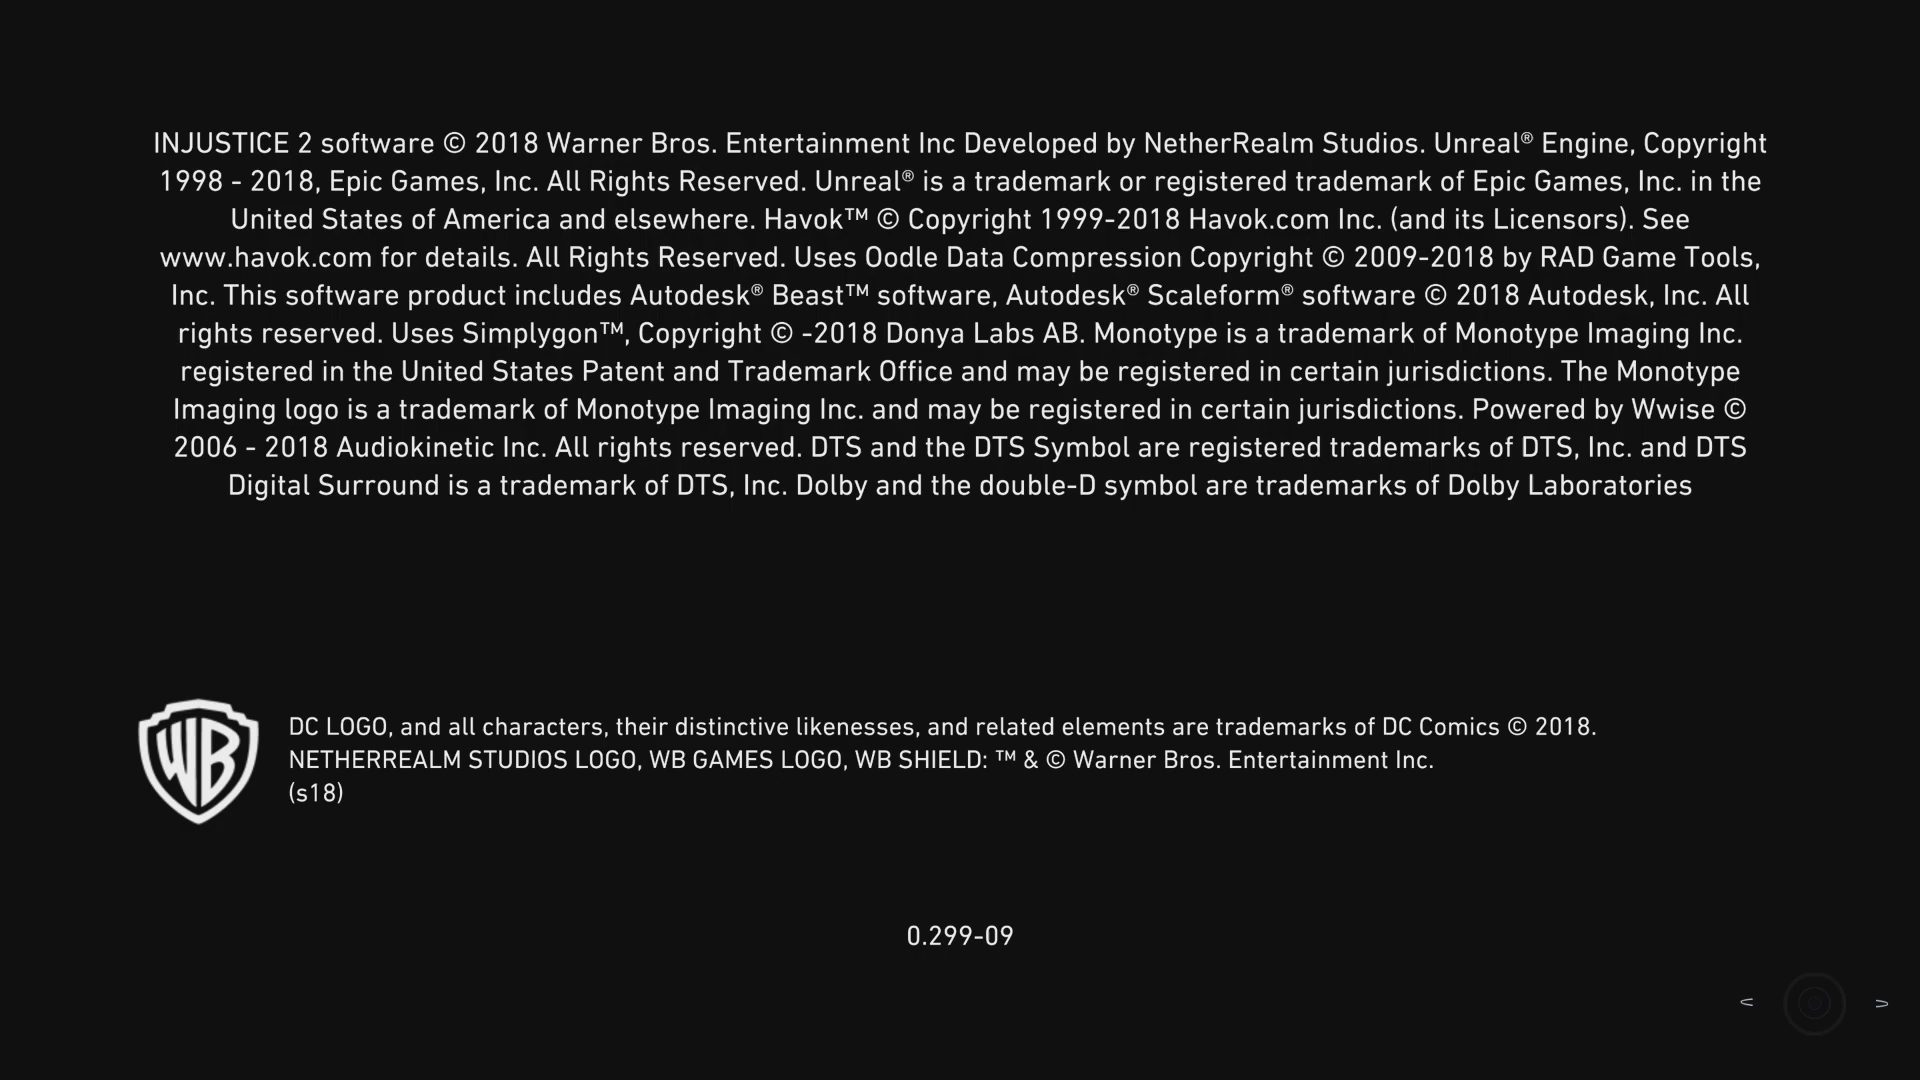 INJUSTICE 2 software © 2018 Warner Bros. Entertainment Inc Developed by NetherRealm Studios. Unreal® Engine, Copyright
1998 - 2018, Epic Games, Inc. All Rights Reserved. Unreal® is a trademark or registered trademark of Epic Games, Inc. in the
United States of America and elsewhere. Havok™ © Copyright 1999-2018 Havok.com Inc. (and its Licensors). See
www.havok.com for details. All Rights Reserved. Uses Oodle Data Compression Copyright © 2009-2018 by RAD Game Tools,
Inc. This software product includes Autodesk® Beast™ software, Autodesk® Scaleform® software © 2018 Autodesk, Inc. All
rights reserved. Uses Simplygon™, Copyright © -2018 Donya Labs AB. Monotype is a trademark of Monotype Imaging Inc.
registered in the United States Patent and Trademark Office and may be registered in certain jurisdictions. The Monotype
Imaging logo is a trademark of Monotype Imaging Inc. and may be registered in certain jurisdictions. Powered by Wwise ©
2006 - 2018 Audiokinetic Inc. All rights reserved. DTS and the DTS Symbol are registered trademarks of DTS, Inc. and DTS
Digital Surround is a trademark of DTS, Inc. Dolby and the double-D symbol are trademarks of Dolby Laboratories
WB
DC LOGO, and all characters, their distinctive likenesses, and related elements are trademarks of DC Comics © 2018.
NETHERREALM STUDIOS LOGO, WB GAMES LOGO, WB SHIELD: ™ & © Warner Bros. Entertainment Inc.
(s18)
0.299-09